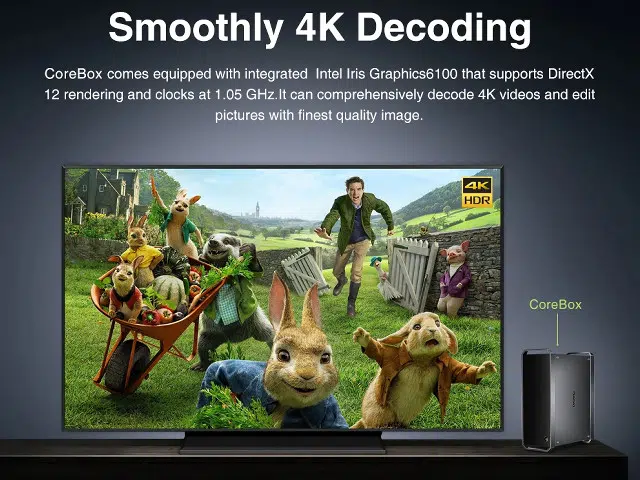 Smoothly 4K Decoding
CoreBox comes equipped with integrated Intel Iris Graphics6100 that supports DirectX
12 rendering and clocks at 1.05 GHz.It can comprehensively decode 4K videos and edit
pictures with finest quality image.
4K
HDR
CoreBox